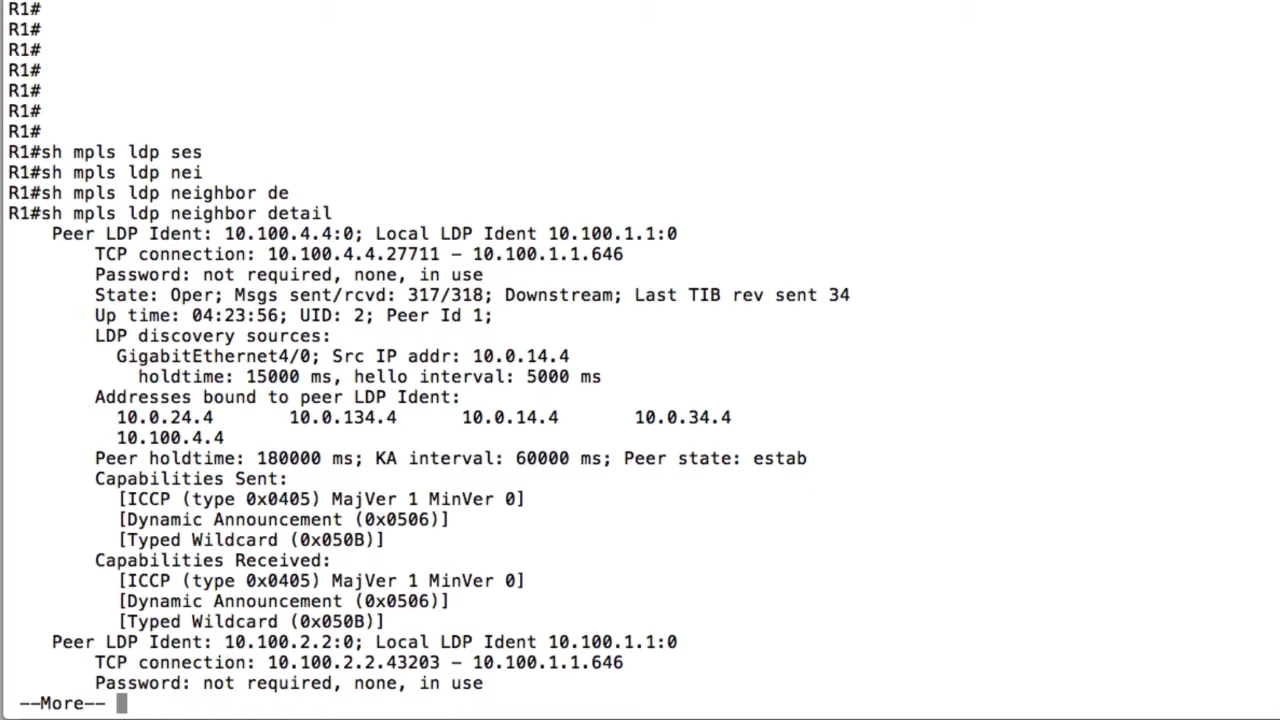 R1#
R1#
R1#
R1#
R1#
R1#
R1#
R1#sh mpls ldp ses
R1#sh mpls ldp nei
R1#sh mpls ldp neighbor de
R1#sh mpls ldp neighbor detail
Peer LDP Ident: 10.100.4.4:0; Local LDP Ident 10.100.1.1:0
TCP connection: 10.100.4.4.27711 - 10.100.1.1.646
Password: not required, none, in use
State: Oper; Msgs sent/rcvd: 317/318; Downstream; Last TIB rev sent 34
Up time: 04:23:56; UID: 2; Peer Id 1;
LDP discovery sources:
GigabitEthernet4/0; Src IP addr: 10.0.14.4
holdtime: 15000 ms, hello interval: 5000 ms
Addresses bound to peer LDP Ident:
10.0.24.4 10.0.134.4 10.0.14.4 10.0.34.4
10.100.4.4
Peer holdtime: 180000 ms; KA interval: 60000 ms; Peer state: estab
Capabilities Sent:
[ICCP (type 0x0405) MajVer 1 MinVer 0]
[Dynamic Announcement (0x0506)]
[Typed Wildcard (0x050B)]
Capabilities Received:
[ICCP (type 0x0405) MajVer 1 MinVer 0]
[Dynamic Announcement (0x0506)]
[Typed Wildcard (0x050B)]
Peer LDP Ident: 10.100.2.2:0; Local LDP Ident 10.100.1.1:0
TCP connection: 10.100.2.2.43203 - 10.100.1.1.646
Password: not required, none, in use
--More--